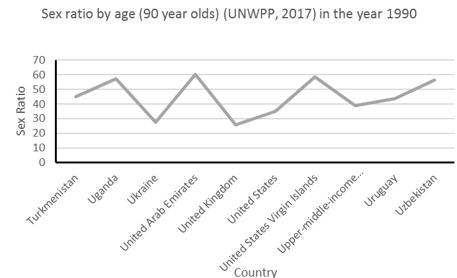 Sex ratio by age (90 year olds) (UNWPP, 2017) in the year 1990
70
60
50
40
30
20
10
0
Sex Ratio
Turkmenistan
Uganda
Ukraine
United Arab Emirates
United Kingdom
United States
United States Virgin Islands
Upper-middle-income...
Uruguay
Uzbekistan
Country